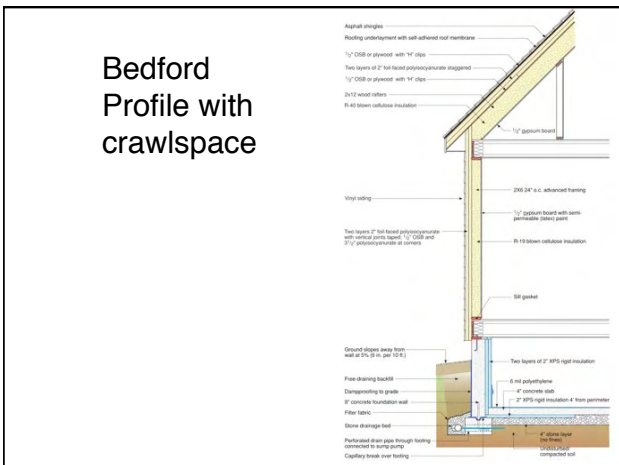 Bedford
Profile with
crawlspace
Asphalt shingles
Roofing underlayment with self-adhered roof membrane
1/2" OSB or plywood with "H" clips
Two layers of 2" foil-faced polyisocyanurate staggered
1/2" OSB or plywood with "H" clips
2x12 wood rafters
R-40 blown cellulose insulation
1/2" gypsum board
2X6 24" o.c. advanced framing
Vinyl siding
1/2" gypsum board with semi-
permeable (latex) paint
Two layers 2" foil-faced polyisocyanurate
with vertical joints taped; 1/2" OSB and
3 1/2" polyisocyanurate at corners
R-19 blown cellulose insulation
Sill gasket
Ground slopes away from
wall at 5% (6 in. per 10 ft.)
Two layers of 2" XPS rigid insulation
Free draining backfill
6 mil polyethylene
Dampproofing to grade
4" concrete slab
8" concrete foundation wall
2" XPS rigid insulation 4' from perimeter
Filter fabric
Stone drainage bed
4" stone layer
(no fines)
Perforated drain pipe through footing
connected to sump pump
Undisturbed/
compacted soil
Capillary break over footing